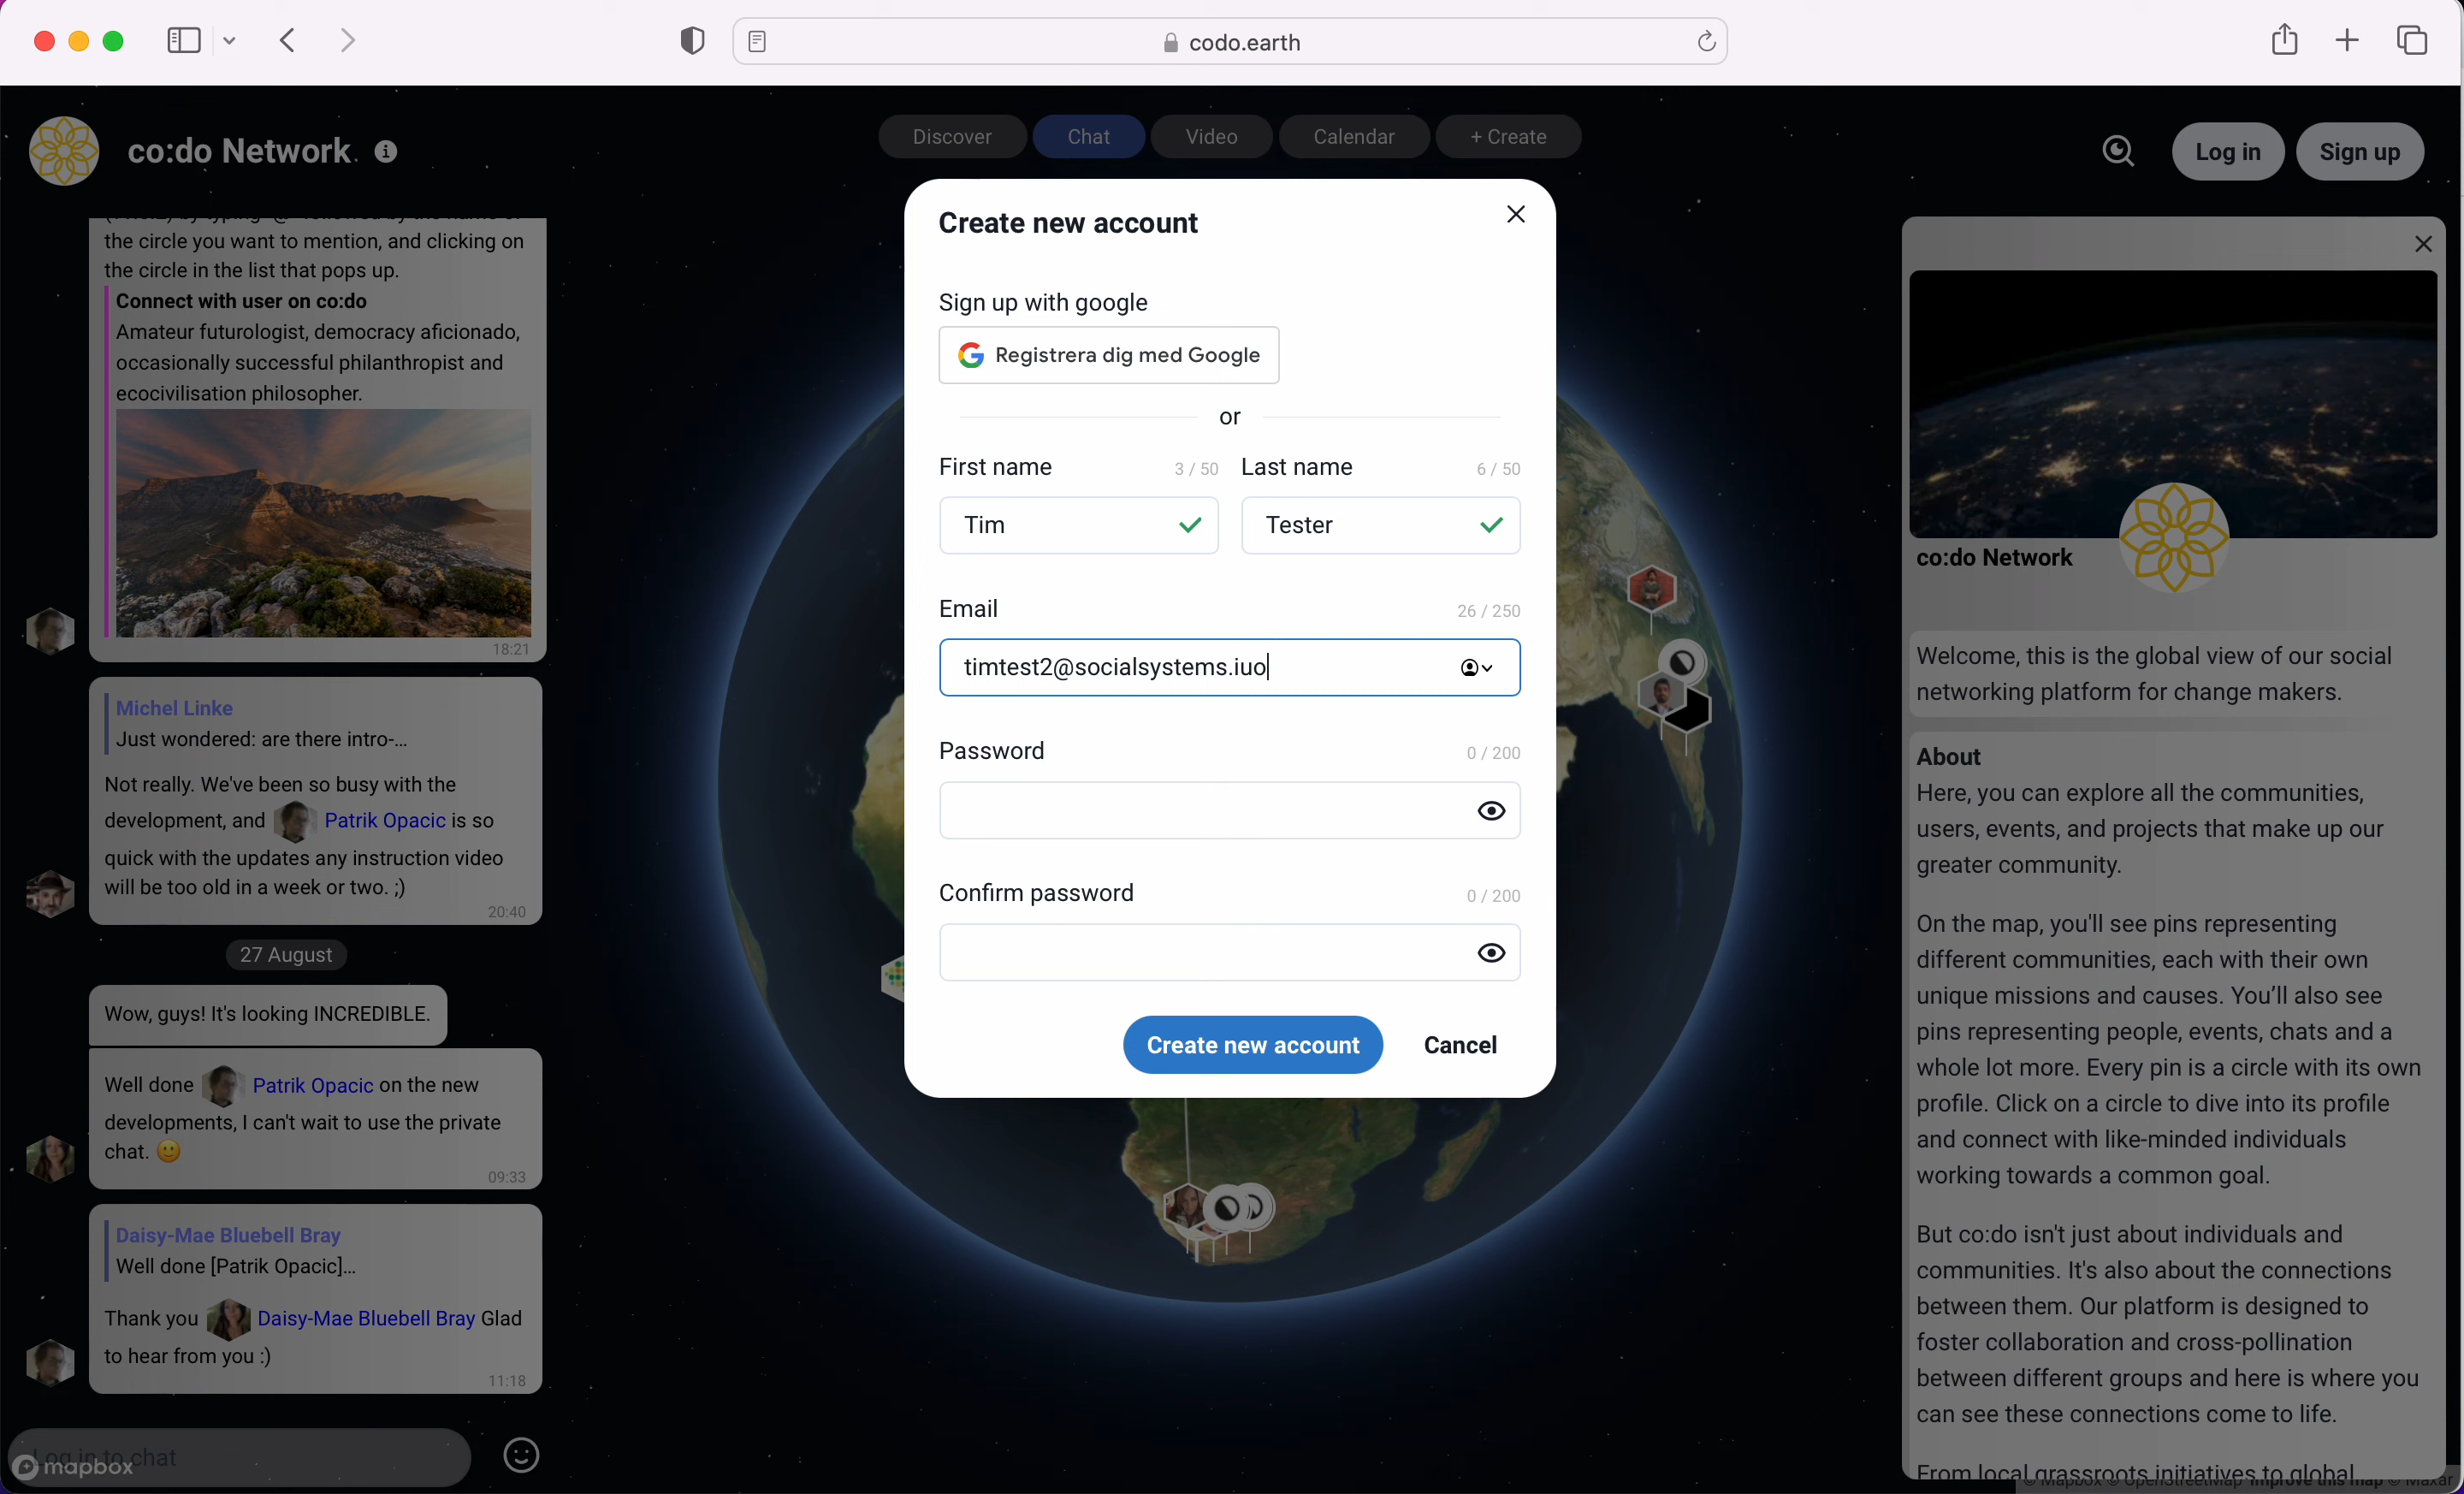 codo.earth
co:do Network
Discover
Chat
Video
Calendar
+ Create
Log in
Sign up
the circle you want to mention, and clicking on
the circle in the list that pops up.
Connect with user on co:do
Amateur futurologist, democracy aficionado,
occasionally successful philanthropist and
ecocivilisation philosopher.
18:21
Michel Linke
Just wondered: are there intro-...
Not really. We've been so busy with the
development, and Patrik Opacic is so
quick with the updates any instruction video
will be too old in a week or two. ;)
20:40
27 August
Wow, guys! It's looking INCREDIBLE.
Well done Patrik Opacic on the new
developments, I can't wait to use the private
chat. 🙂
09:33
Daisy-Mae Bluebell Bray
Well done [Patrik Opacic]...
Thank you Daisy-Mae Bluebell Bray Glad
to hear from you :)
11:18
Log in to chat
mapbox
Create new account
Sign up with google
Registrera dig med Google
or
First name 3 / 50
Last name 6 / 50
Tim
Tester
Email 26 / 250
timtest2@socialsystems.iuo
Password 0 / 200
Confirm password 0 / 200
Create new account
Cancel
co:do Network
Welcome, this is the global view of our social
networking platform for change makers.
About
Here, you can explore all the communities,
users, events, and projects that make up our
greater community.
On the map, you'll see pins representing
different communities, each with their own
unique missions and causes. You’ll also see
pins representing people, events, chats and a
whole lot more. Every pin is a circle with its own
profile. Click on a circle to dive into its profile
and connect with like-minded individuals
working towards a common goal.
But co:do isn't just about individuals and
communities. It's also about the connections
between them. Our platform is designed to
foster collaboration and cross-pollination
between different groups and here is where you
can see these connections come to life.
From local grassroots initiatives to global
© Mapbox © OpenStreetMap Improve this map © Maxar